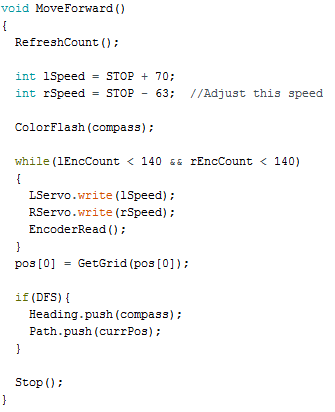 void MoveForward()
{
  RefreshCount();

  int lSpeed = STOP + 70;
  int rSpeed = STOP - 63;  //Adjust this speed

  ColorFlash(compass);

  while(lEncCount < 140 && rEncCount < 140)
  {
    LServo.write(lSpeed);
    RServo.write(rSpeed);
    EncoderRead();
  }
  pos[0] = GetGrid(pos[0]);

  if(DFS){
    Heading.push(compass);
    Path.push(currPos);
  }

  Stop();
}